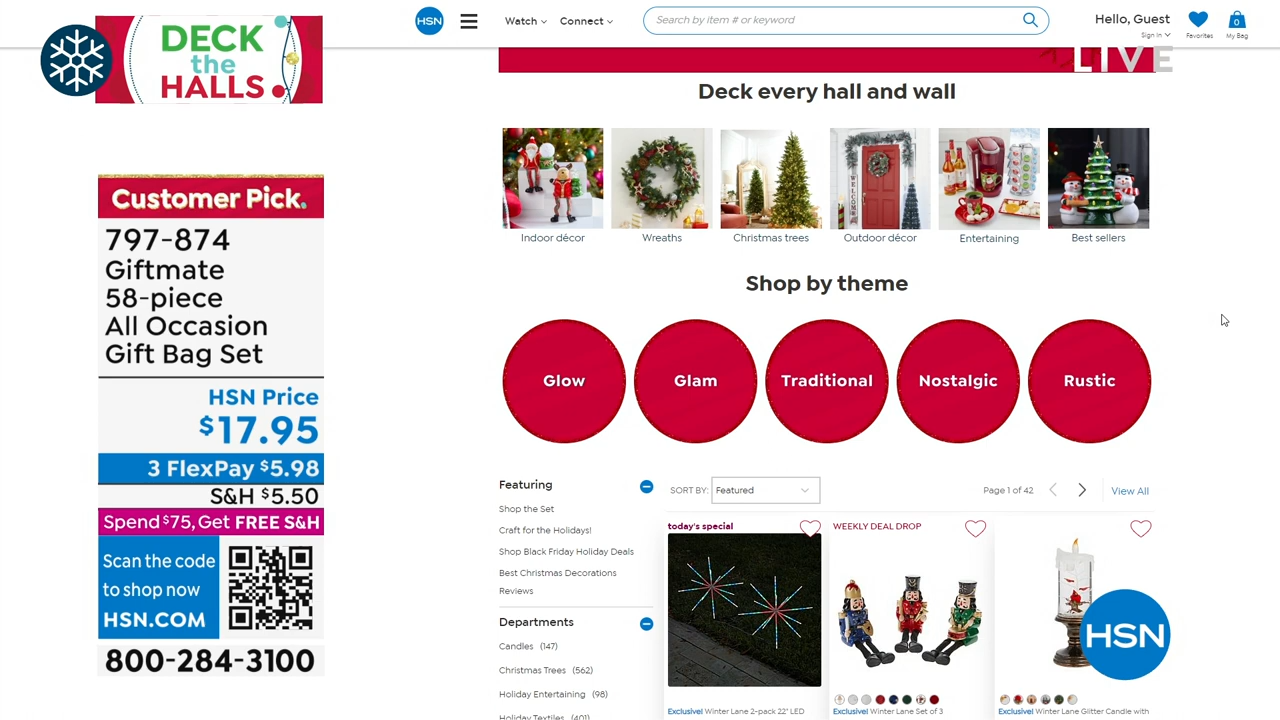 DECK
the
HALLS
Customer Pick.
797-874
Giftmate
58-piece
All Occasion
Gift Bag Set
HSN Price
$17.95
3 FlexPay $5.98
S&H $5.50
Spend $75, Get FREE S&H
Scan the code
to shop now
HSN.COM
800-284-3100
HSN
Watch
Connect
Search by item # or keyword
Hello, Guest
Sign in
Favorites
0
My Bag
LIVE
Deck every hall and wall
WELCOME
Indoor décor
Wreaths
Christmas trees
Outdoor décor
Entertaining
Best sellers
Shop by theme
Glow
Glam
Traditional
Nostalgic
Rustic
Featuring
Shop the Set
Craft for the Holidays!
Shop Black Friday Holiday Deals
Best Christmas Decorations
Reviews
Departments
Candles (147)
Christmas Trees (562)
Holiday Entertaining (98)
Holiday Textiles (401)
SORT BY: Featured
Page 1 of 42
View All
today's special
WEEKLY DEAL DROP
HSN
Exclusive! Winter Lane 2-pack 22" LED
Exclusive! Winter Lane Set of 3
Exclusive! Winter Lane Glitter Candle with